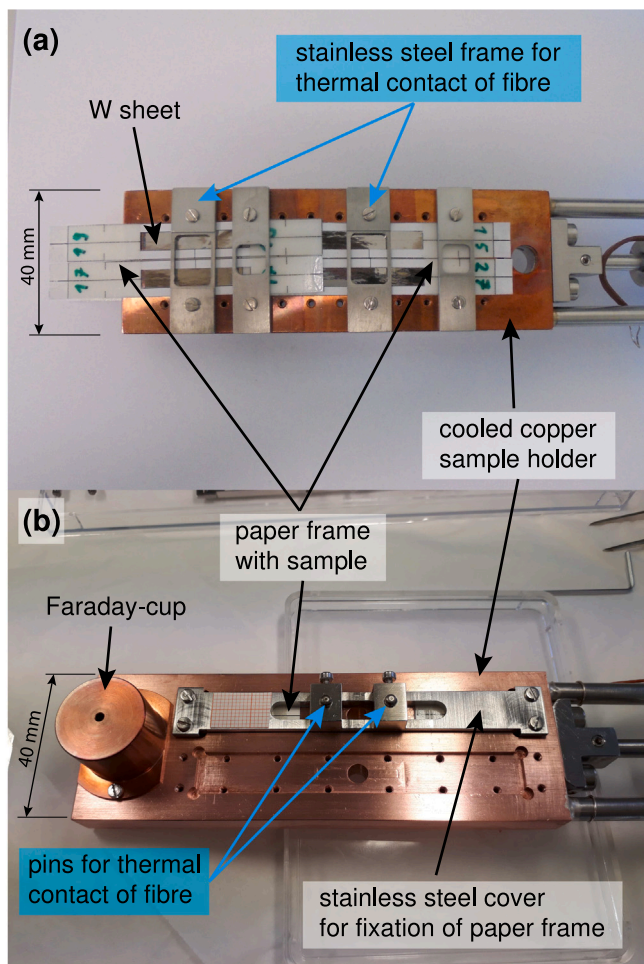 (a)
stainless steel frame for
thermal contact of fibre
W sheet
40 mm
cooled copper
sample holder
(b)
paper frame
with sample
Faraday-cup
40 mm
pins for thermal
contact of fibre
stainless steel cover
for fixation of paper frame